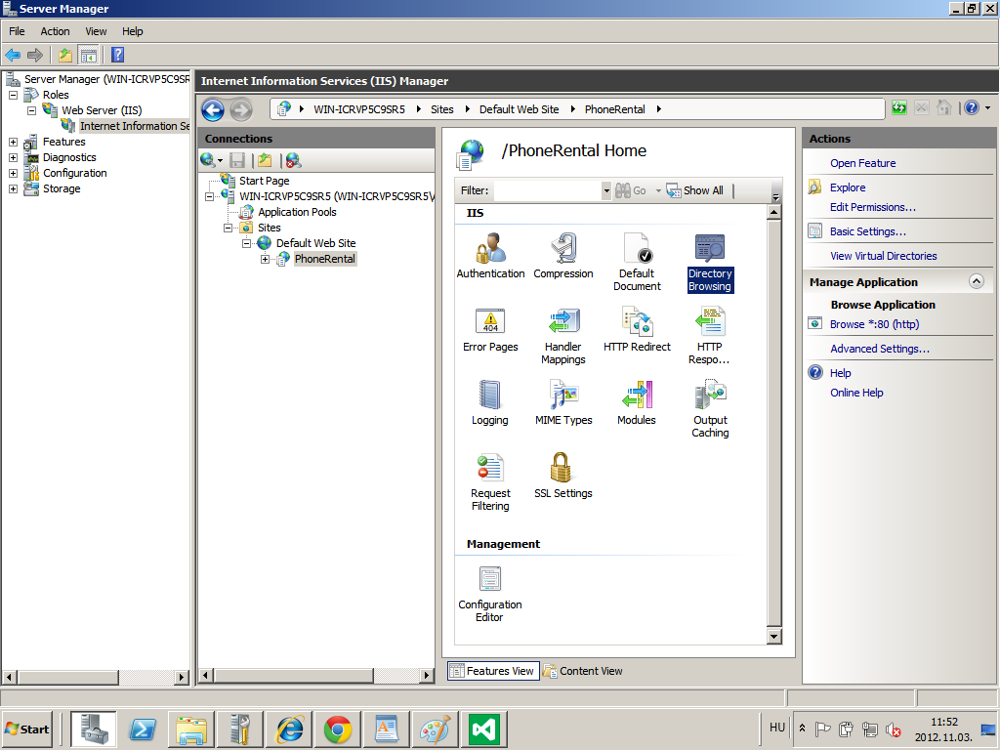 Server Manager
File Action View Help
Server Manager (WIN-ICRVP5C9SR
Roles
Web Server (IIS)
Internet Information Se
Features
Diagnostics
Configuration
Storage
Internet Information Services (IIS) Manager
WIN-ICRVP5C9SR5 Sites Default Web Site PhoneRental
Connections
Start Page
WIN-ICRVP5C9SR5 (WIN-ICRVP5C9SR5\
Application Pools
Sites
Default Web Site
PhoneRental
/PhoneRental Home
Filter: Go Show All
IIS
Authentication
Compression
Default Document
Directory Browsing
Error Pages
404
Handler Mappings
HTTP Redirect
HTTP Respo...
Logging
MIME Types
Modules
Output Caching
Request Filtering
SSL Settings
Management
Configuration Editor
Features View
Content View
Actions
Open Feature
Explore
Edit Permissions...
Basic Settings...
View Virtual Directories
Manage Application
Browse Application
Browse *:80 (http)
Advanced Settings...
Help
Online Help
Start
HU
11:52
2012.11.03.